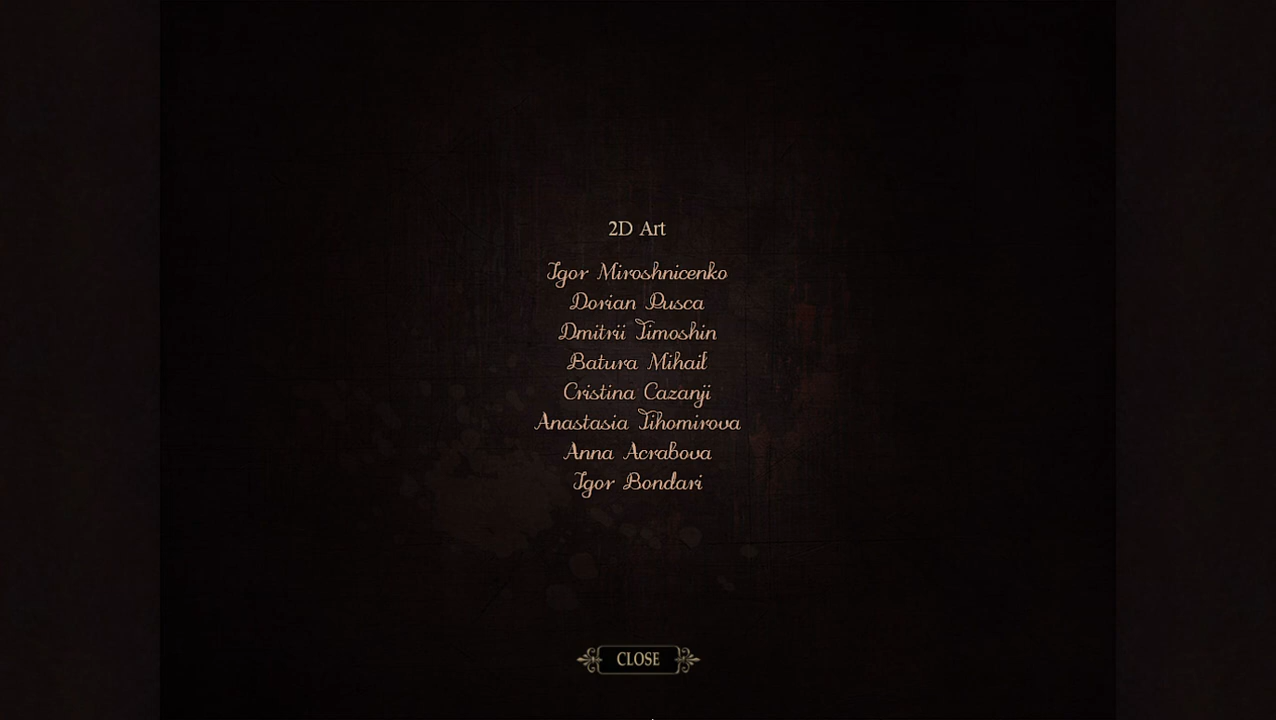 2D Art
Igor Miroshnicenko
Dorian Pusca
Dmitrii Timoshin
Batura Mihail
Cristina Cazanji
Anastasia Tihomirova
Anna Acrabova
Igor Bondari
CLOSE